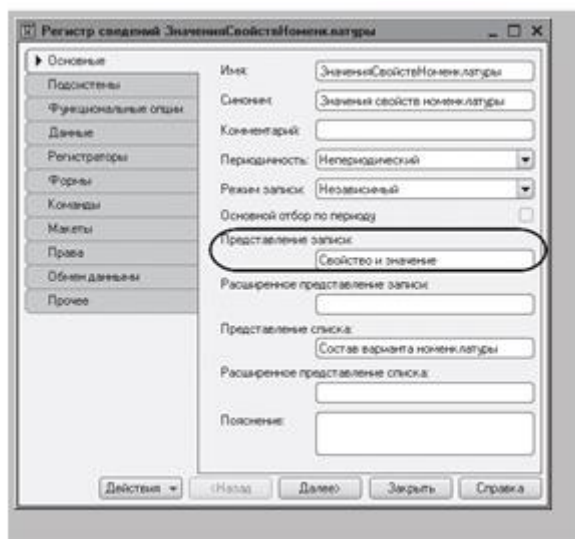 Регистр сведений ЗначенияСвойствНоменклатуры
Основные
Подсистемы
Функциональные опции
Данные
Регистраторы
Формы
Команды
Макеты
Права
Обмен данными
Прочее
Имя: ЗначенияСвойствНоменклатуры
Синоним: Значения свойств номенклатуры
Комментарий:
Периодичность: Непериодический
Режим записи: Независимый
Основной отбор по периоду
Представление записи:
Свойство и значение
Расширенное представление записи:
Представление списка:
Состав варианта номенклатуры
Расширенное представление списка:
Пояснение:
Действия
<Назад
Далее>
Закрыть
Справка